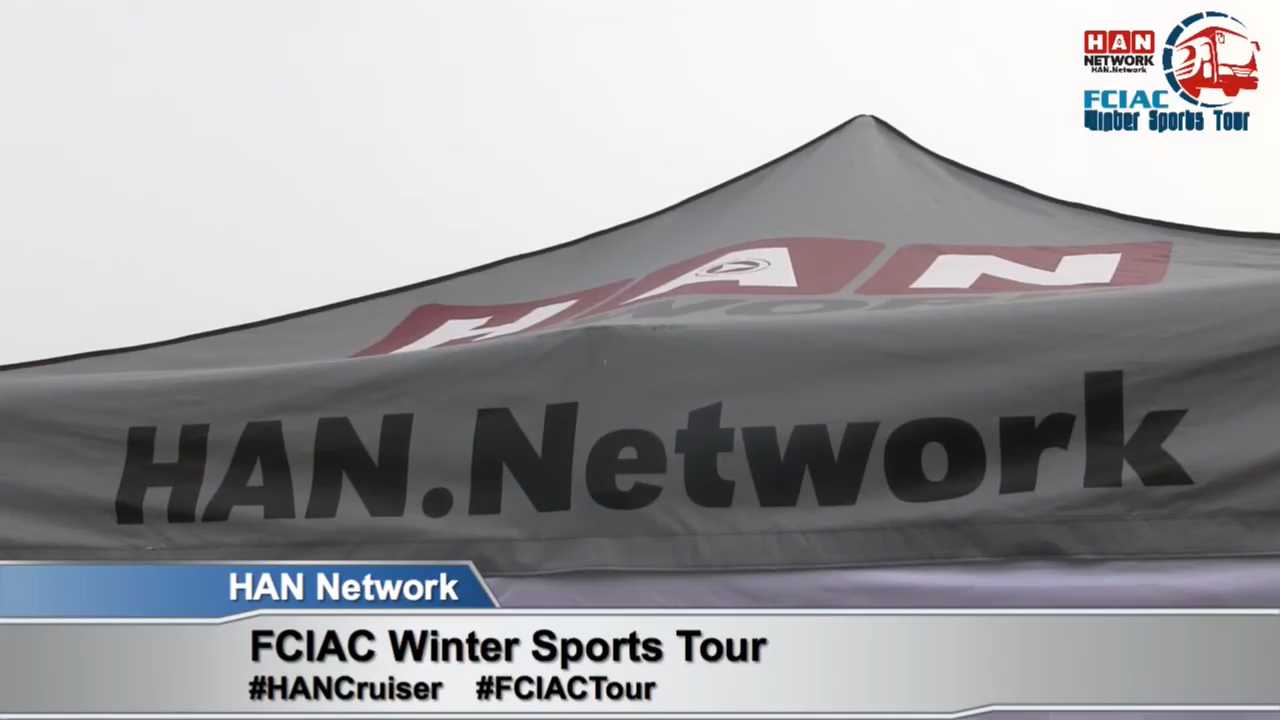 HAN
NETWORK
HAN.Network
FCIAC
Winter Sports Tour
HAN
WORK
HAN.Network
HAN Network
FCIAC Winter Sports Tour
#HANCruiser #FCIACTour